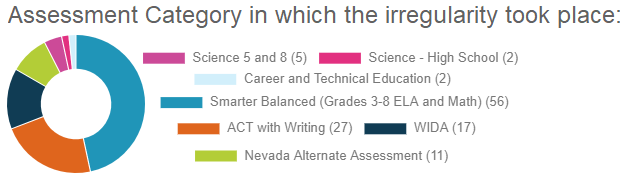 Assessment Category in which the irregularity took place:
Science 5 and 8 (5) Science - High School (2)
Career and Technical Education (2)
Smarter Balanced (Grades 3-8 ELA and Math) (56)
ACT with Writing (27) WIDA (17)
Nevada Alternate Assessment (11)